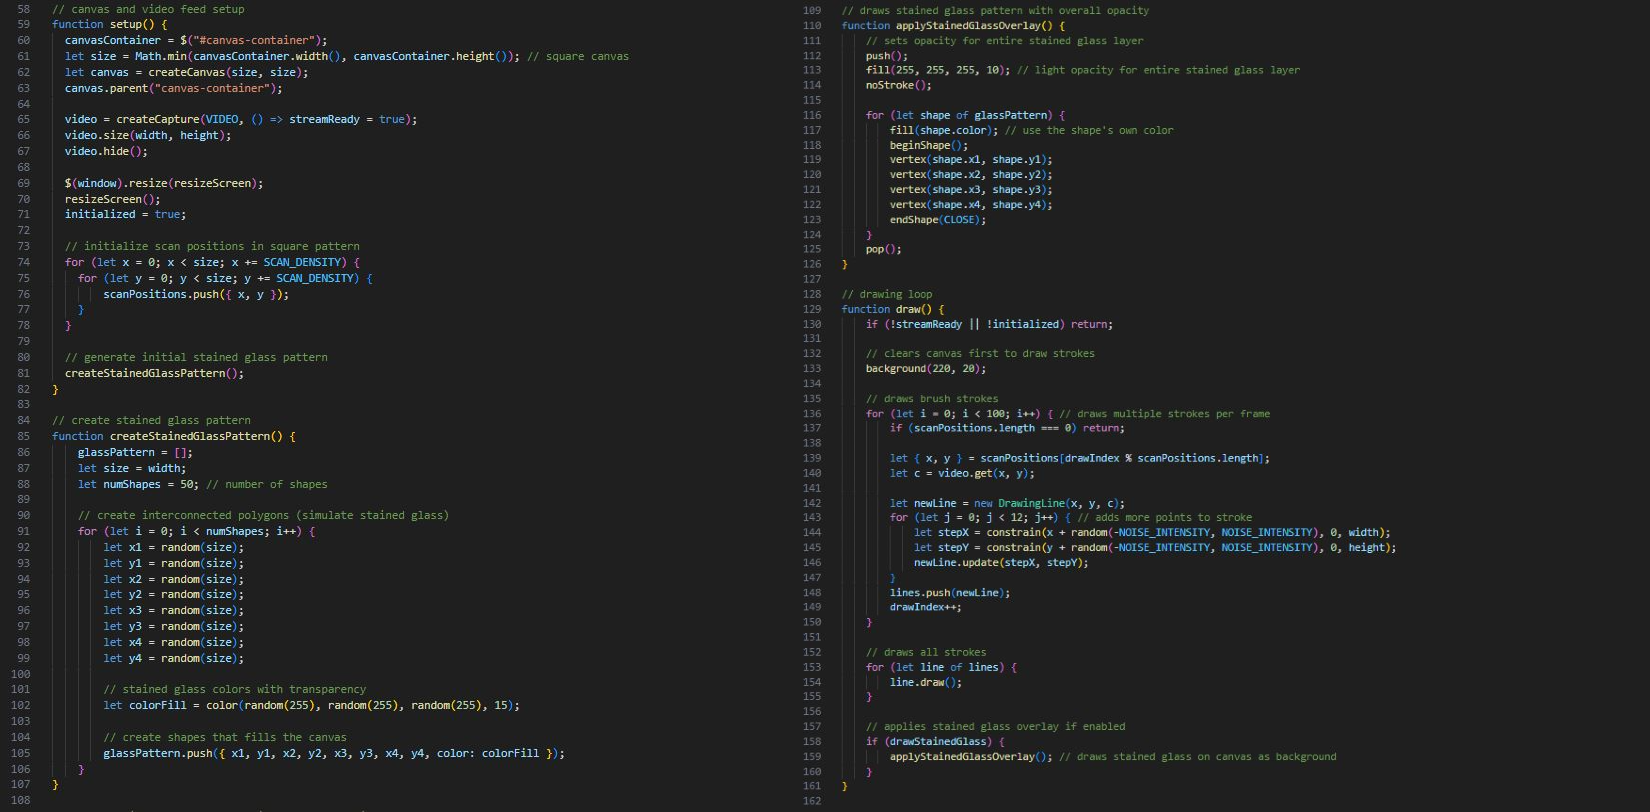 58 // canvas and video feed setup
59 function setup() {
60 canvasContainer = $("#canvas-container");
61 let size = Math.min(canvasContainer.width(), canvasContainer.height()); // square canvas
62 let canvas = createCanvas(size, size);
63 canvas.parent("canvas-container");
64
65 video = createCapture(VIDEO, () => streamReady = true);
66 video.size(width, height);
67 video.hide();
68
69 $(window).resize(resizeScreen);
70 resizeScreen();
71 initialized = true;
72
73 // initialize scan positions in square pattern
74 for (let x = 0; x < size; x += SCAN_DENSITY) {
75 for (let y = 0; y < size; y += SCAN_DENSITY) {
76 scanPositions.push({ x, y });
77 }
78 }
79
80 // generate initial stained glass pattern
81 createStainedGlassPattern();
82 }
83
84 // create stained glass pattern
85 function createStainedGlassPattern() {
86 glassPattern = [];
87 let size = width;
88 let numShapes = 50; // number of shapes
89
90 // create interconnected polygons (simulate stained glass)
91 for (let i = 0; i < numShapes; i++) {
92 let x1 = random(size);
93 let y1 = random(size);
94 let x2 = random(size);
95 let y2 = random(size);
96 let x3 = random(size);
97 let y3 = random(size);
98 let x4 = random(size);
99 let y4 = random(size);
100
101 // stained glass colors with transparency
102 let colorFill = color(random(255), random(255), random(255), 15);
103
104 // create shapes that fills the canvas
105 glassPattern.push({ x1, y1, x2, y2, x3, y3, x4, y4, color: colorFill });
106 }
107 }
108
109 // draws stained glass pattern with overall opacity
110 function applyStainedGlassOverlay() {
111 // sets opacity for entire stained glass layer
112 push();
113 fill(255, 255, 255, 10); // light opacity for entire stained glass layer
114 noStroke();
115
116 for (let shape of glassPattern) {
117 fill(shape.color); // use the shape's own color
118 beginShape();
119 vertex(shape.x1, shape.y1);
120 vertex(shape.x2, shape.y2);
121 vertex(shape.x3, shape.y3);
122 vertex(shape.x4, shape.y4);
123 endShape(CLOSE);
124 }
125 pop();
126 }
127
128 // drawing loop
129 function draw() {
130 if (!streamReady || !initialized) return;
131
132 // clears canvas first to draw strokes
133 background(220, 20);
134
135 // draws brush strokes
136 for (let i = 0; i < 100; i++) { // draws multiple strokes per frame
137 if (scanPositions.length === 0) return;
138
139 let { x, y } = scanPositions[drawIndex % scanPositions.length];
140 let c = video.get(x, y);
141
142 let newLine = new DrawingLine(x, y, c);
143 for (let j = 0; j < 12; j++) { // adds more points to stroke
144 let stepX = constrain(x + random(-NOISE_INTENSITY, NOISE_INTENSITY), 0, width);
145 let stepY = constrain(y + random(-NOISE_INTENSITY, NOISE_INTENSITY), 0, height);
146 newLine.update(stepX, stepY);
147 }
148 lines.push(newLine);
149 drawIndex++;
150 }
151
152 // draws all strokes
153 for (let line of lines) {
154 line.draw();
155 }
156
157 // applies stained glass overlay if enabled
158 if (drawStainedGlass) {
159 applyStainedGlassOverlay(); // draws stained glass on canvas as background
160 }
161 }
162